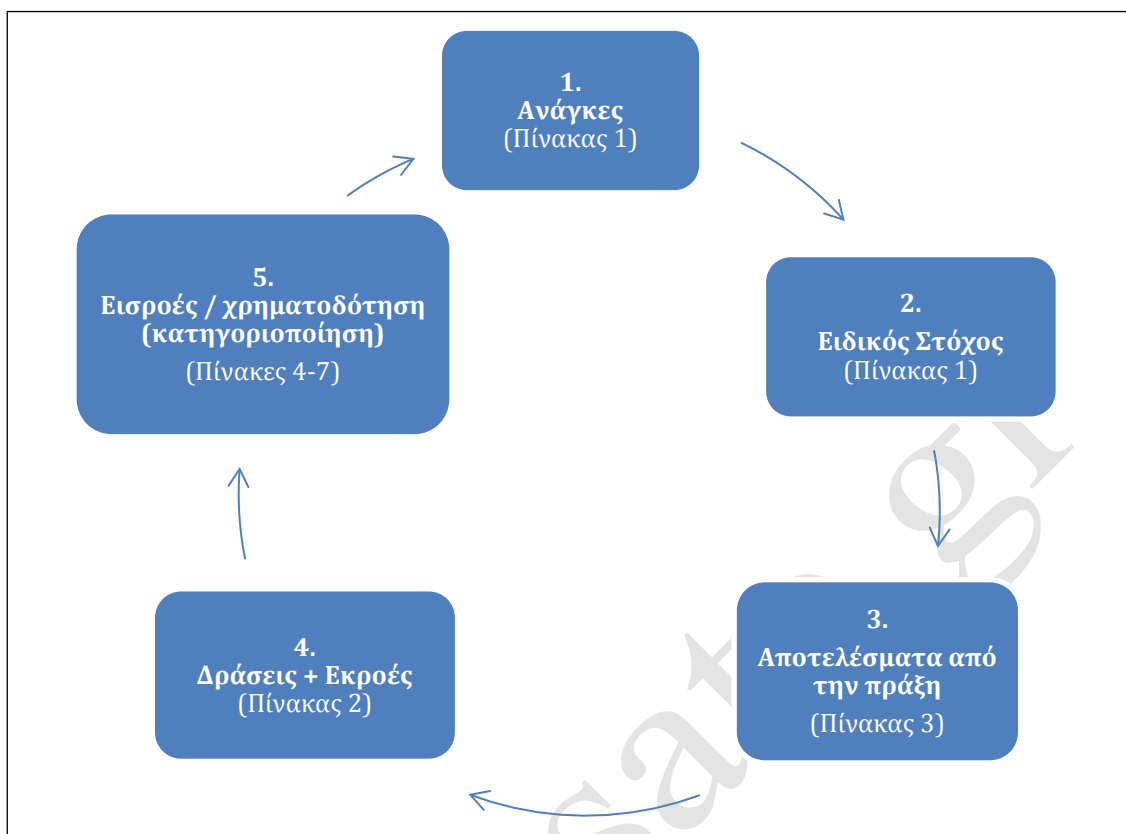 1.
Ανάγκες
(Πίνακας 1)
2.
Ειδικός Στόχος
(Πίνακας 1)
3.
Αποτελέσματα από
την πράξη
(Πίνακας 3)
4.
Δράσεις + Εκροές
(Πίνακας 2)
5.
Εισροές / χρηματοδότηση
(κατηγοριοποίηση)
(Πίνακες 4-7)